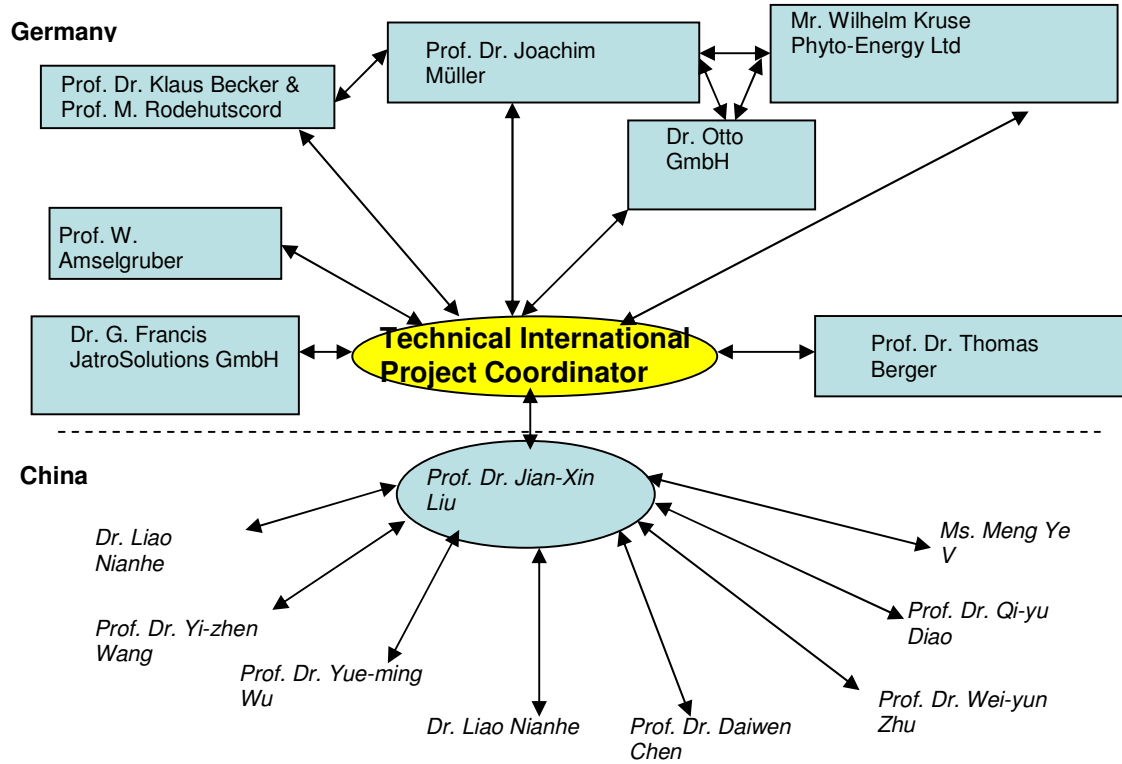 Germany
Prof. Dr. Klaus Becker &
Prof. M. Rodehutscord
Prof. Dr. Joachim
Müller
Mr. Wilhelm Kruse
Phyto-Energy Ltd
Dr. Otto
GmbH
Prof. W.
Amselgruber
Dr. G. Francis
JatroSolutions GmbH
Technical International
Project Coordinator
Prof. Dr. Thomas
Berger
China
Prof. Dr. Jian-Xin
Liu
Dr. Liao
Nianhe
Prof. Dr. Yi-zhen
Wang
Prof. Dr. Yue-ming
Wu
Dr. Liao Nianhe
Prof. Dr. Daiwen
Chen
Prof. Dr. Wei-yun
Zhu
Prof. Dr. Qi-yu
Diao
Ms. Meng Ye
V